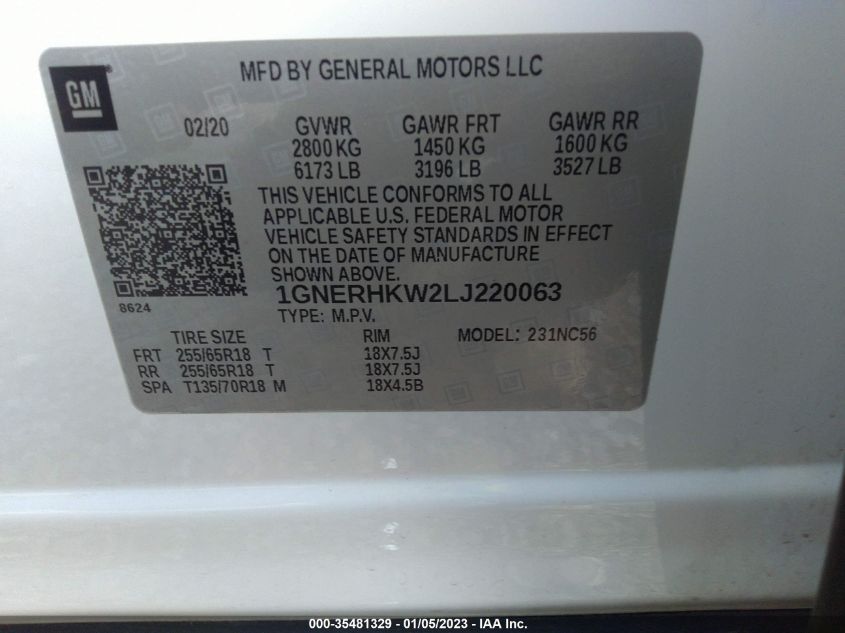 GM
MFD BY GENERAL MOTORS LLC
02/20 GVWR GAWR FRT GAWR RR
2800 KG 1450 KG 1600 KG
6173 LB 3196 LB 3527 LB
THIS VEHICLE CONFORMS TO ALL
APPLICABLE U.S. FEDERAL MOTOR
VEHICLE SAFETY STANDARDS IN EFFECT
ON THE DATE OF MANUFACTURE
SHOWN ABOVE.
8624
1GNERHKW2LJ220063
TYPE: M.P.V.
TIRE SIZE RIM MODEL: 231NC56
FRT 255/65R18 T 18X7.5J
RR 255/65R18 T 18X7.5J
SPA T135/70R18 M 18X4.5B
000-35481329 - 01/05/2023 - IAA Inc.